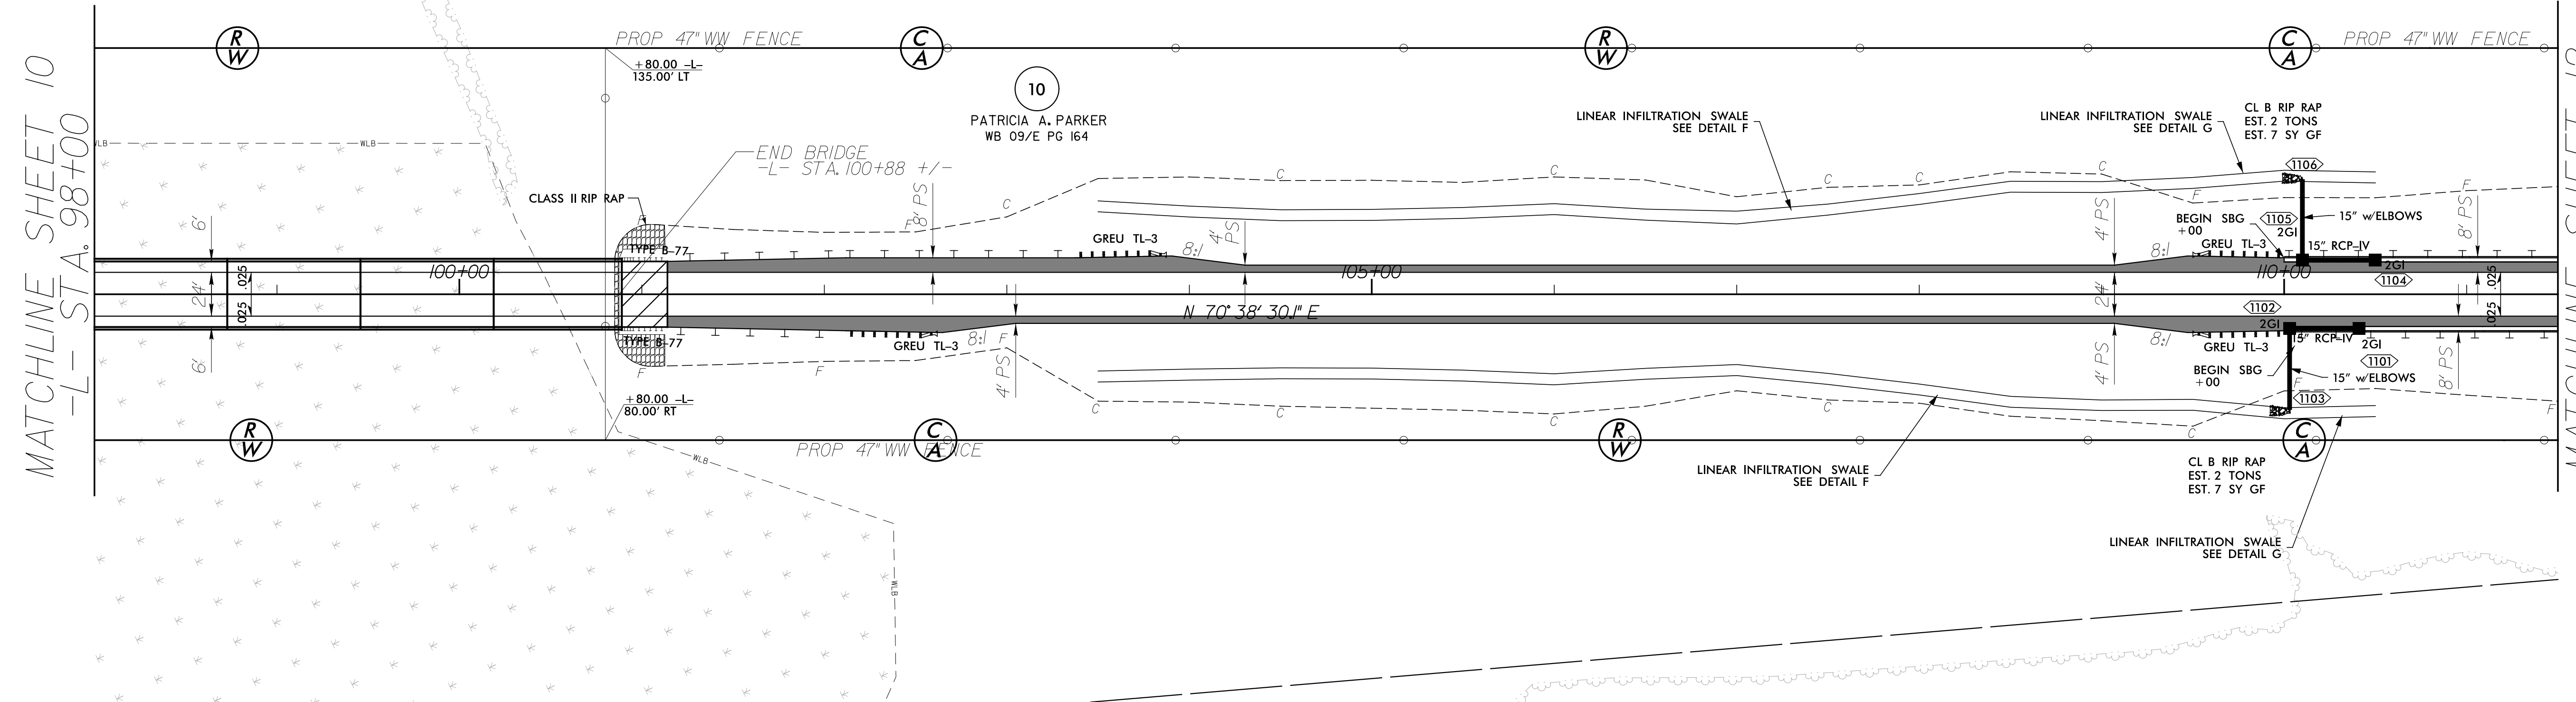 MATCHLINE SHEET 10
-L- STA. 98+00
R
W
PROP 47" WW FENCE
+80.00 -L-
135.00' LT
C
A
10
PATRICIA A. PARKER
WB 09/E PG 164
R
W
C
A
PROP 47" WW FENCE
LINEAR INFILTRATION SWALE
SEE DETAIL F
LINEAR INFILTRATION SWALE
SEE DETAIL G
CL B RIP RAP
EST. 2 TONS
EST. 7 SY GF
WLB
WLB
END BRIDGE
-L- STA. 100+88 +/-
CLASS II RIP RAP
F
TYPE B-77
F
8' PS
C
C
C
C
C
C
F
F
GREU TL-3
8:1
4' PS
4' PS
8:1
GREU TL-3
BEGIN SBG
+00
1106
1105
2GI
15" w/ELBOWS
15" RCP-IV
2GI
1104
8' PS
6'
24'
6'
.025
.025
100+00
105+00
110+00
N 70° 38' 30.1" E
24'
.025
.025
1102
2GI
15" RCP-IV
2GI
1101
TYPE B-77
F
F
GREU TL-3
8:1
F
4' PS
4' PS
8:1
GREU TL-3
BEGIN SBG
+00
15" w/ELBOWS
8' PS
F
F
1103
C
C
C
C
C
+80.00 -L-
80.00' RT
R
W
C
A
PROP 47" WW FENCE
R
W
C
A
WLB
WLB
LINEAR INFILTRATION SWALE
SEE DETAIL F
CL B RIP RAP
EST. 2 TONS
EST. 7 SY GF
LINEAR INFILTRATION SWALE
SEE DETAIL G